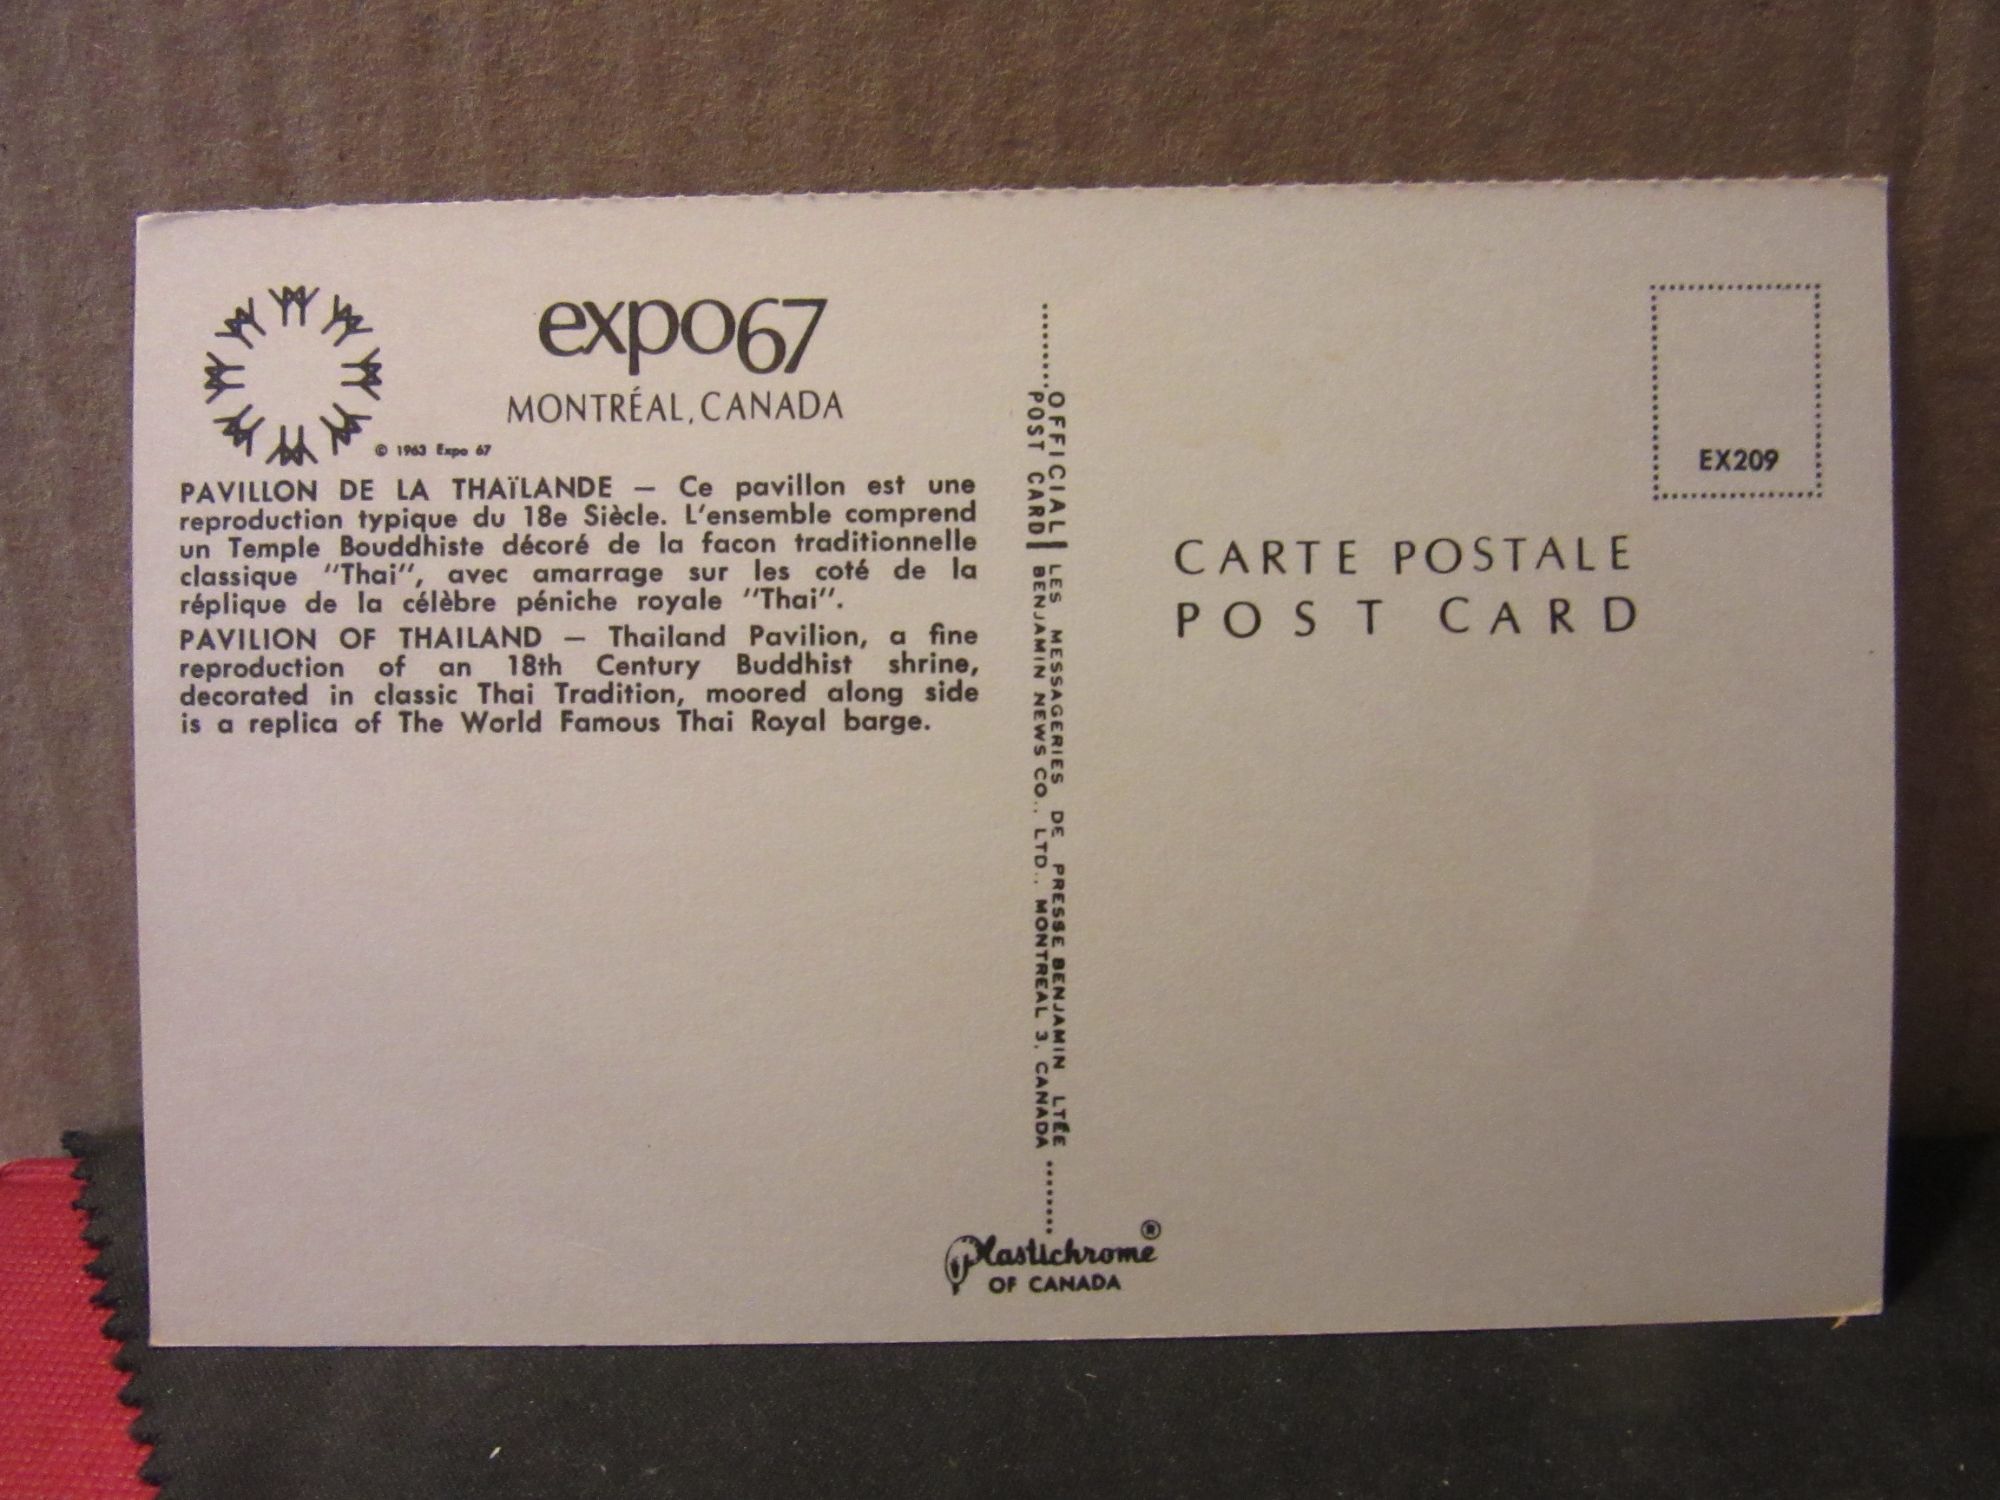 expo67
MONTRÉAL, CANADA
© 1963 Expo 67
PAVILLON DE LA THAÏLANDE — Ce pavillon est une
reproduction typique du 18e Siècle. L'ensemble comprend
un Temple Bouddhiste décoré de la facon traditionnelle
classique "Thai", avec amarrage sur les coté de la
réplique de la célèbre péniche royale "Thai".
PAVILION OF THAILAND — Thailand Pavilion, a fine
reproduction of an 18th Century Buddhist shrine,
decorated in classic Thai Tradition, moored along side
is a replica of The World Famous Thai Royal barge.
OFFICIAL
POST CARD
LES MESSAGERIES DE PRESSE BENJAMIN LTÉE
BENJAMIN NEWS CO., LTD., MONTREAL 3, CANADA
Plastichrome ®
OF CANADA
EX209
CARTE POSTALE
POST CARD